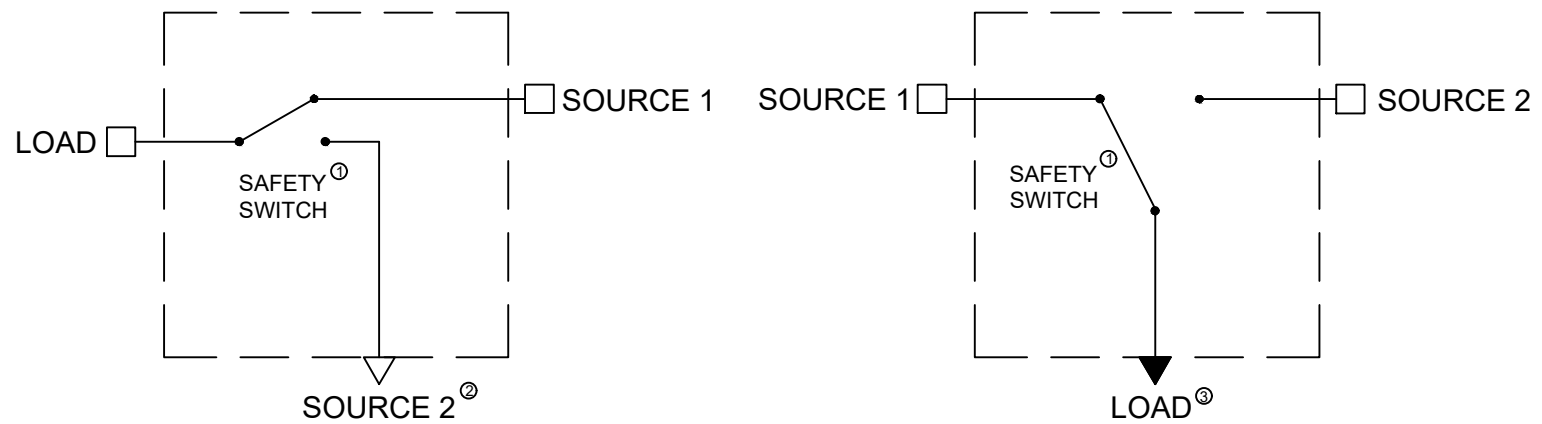 SOURCE 1
LOAD
SAFETY ①
SWITCH
SOURCE 2 ②
SOURCE 1
SOURCE 2
SAFETY ①
SWITCH
LOAD ③